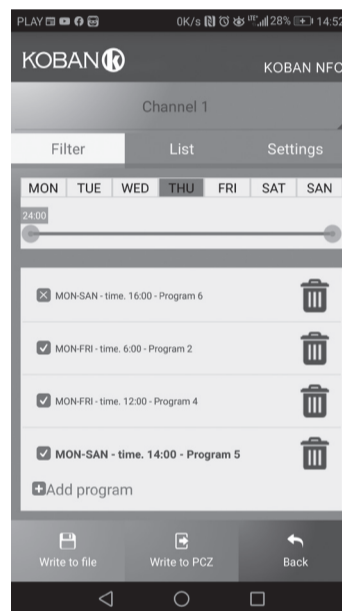 PLAY 0K/s LTE 28% 14:52
KOBAN K
KOBAN NFC
Channel 1
Filter List Settings
MON TUE WED THU FRI SAT SAN
24:00
MON-SAN - time. 16:00 - Program 6
MON-FRI - time. 6:00 - Program 2
MON-FRI - time. 12:00 - Program 4
MON-SAN - time. 14:00 - Program 5
Add program
Write to file Write to PCZ Back